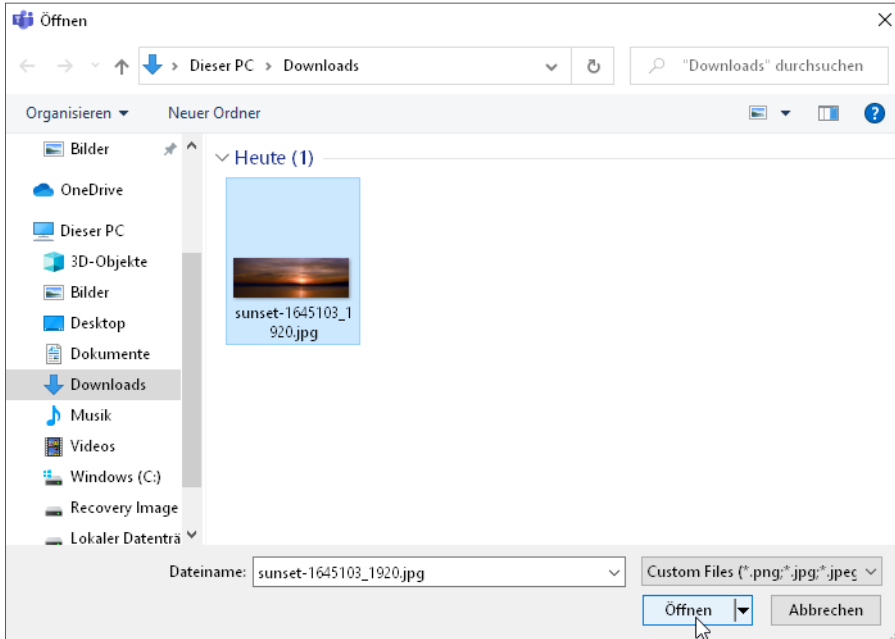 Öffnen
Dieser PC > Downloads
"Downloads" durchsuchen
Organisieren
Neuer Ordner
Bilder
OneDrive
Dieser PC
3D-Objekte
Bilder
Desktop
Dokumente
Downloads
Musik
Videos
Windows (C:)
Recovery Image
Lokaler Datenträ
Heute (1)
sunset-1645103_1
920.jpg
Dateiname:
sunset-1645103_1920.jpg
Custom Files (*.png;*.jpg;*.jpeg
Öffnen
Abbrechen